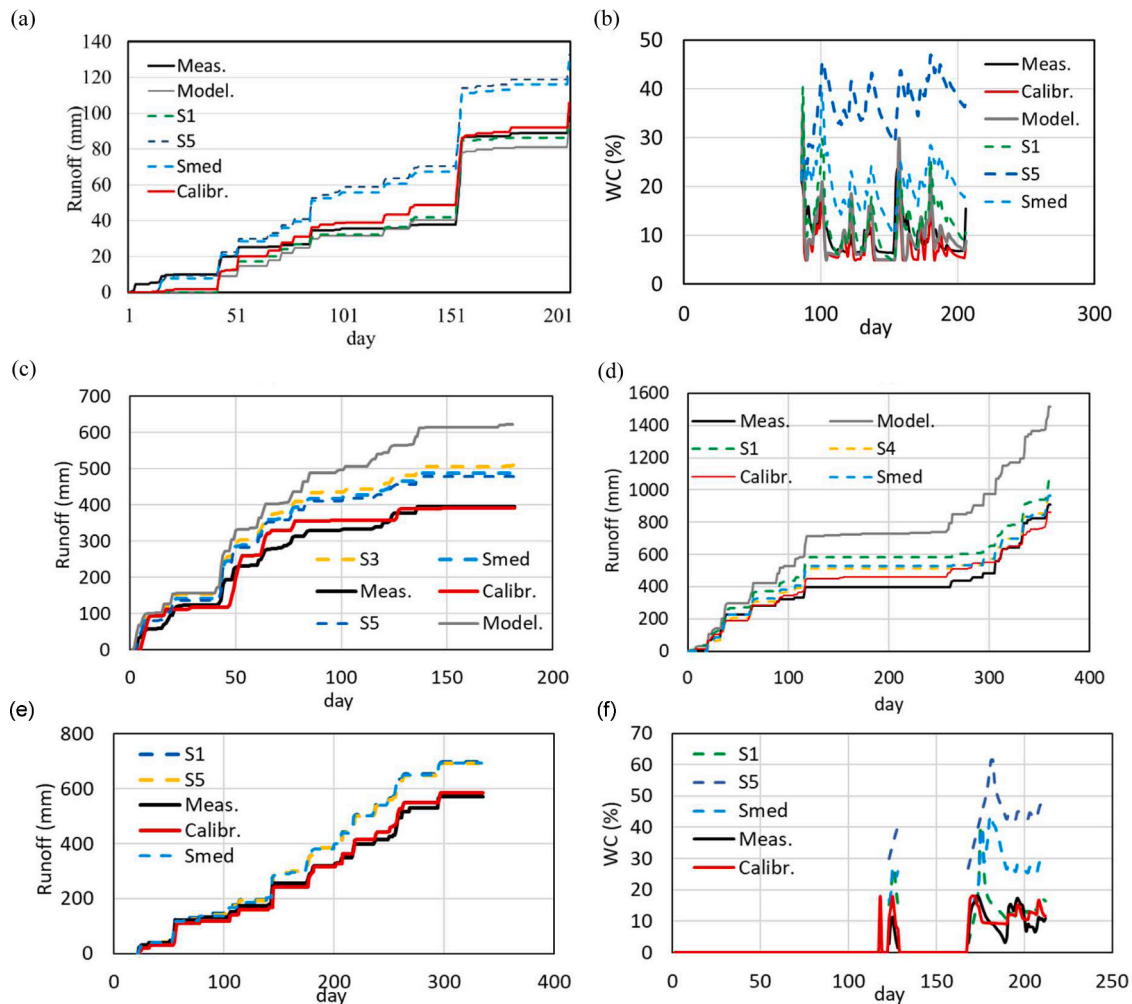 (a)
140
120
100
80
60
40
20
0
Runoff (mm)
Meas.
Model.
S1
S5
Smed
Calibr.
1
51
101
151
201
day
(b)
50
40
30
20
10
0
WC (%)
Meas.
Calibr.
Model.
S1
S5
Smed
0
100
200
300
day
(c)
700
600
500
400
300
200
100
0
Runoff (mm)
S3
Smed
Meas.
Calibr.
S5
Model.
0
50
100
150
200
day
(d)
1600
1400
1200
1000
800
600
400
200
0
Runoff (mm)
Meas.
Model.
S1
S4
Calibr.
Smed
0
100
200
300
400
day
(e)
800
600
400
200
0
Runoff (mm)
S1
S5
Meas.
Calibr.
Smed
0
100
200
300
400
day
(f)
70
60
50
40
30
20
10
0
WC (%)
S1
S5
Smed
Meas.
Calibr.
0
50
100
150
200
250
day